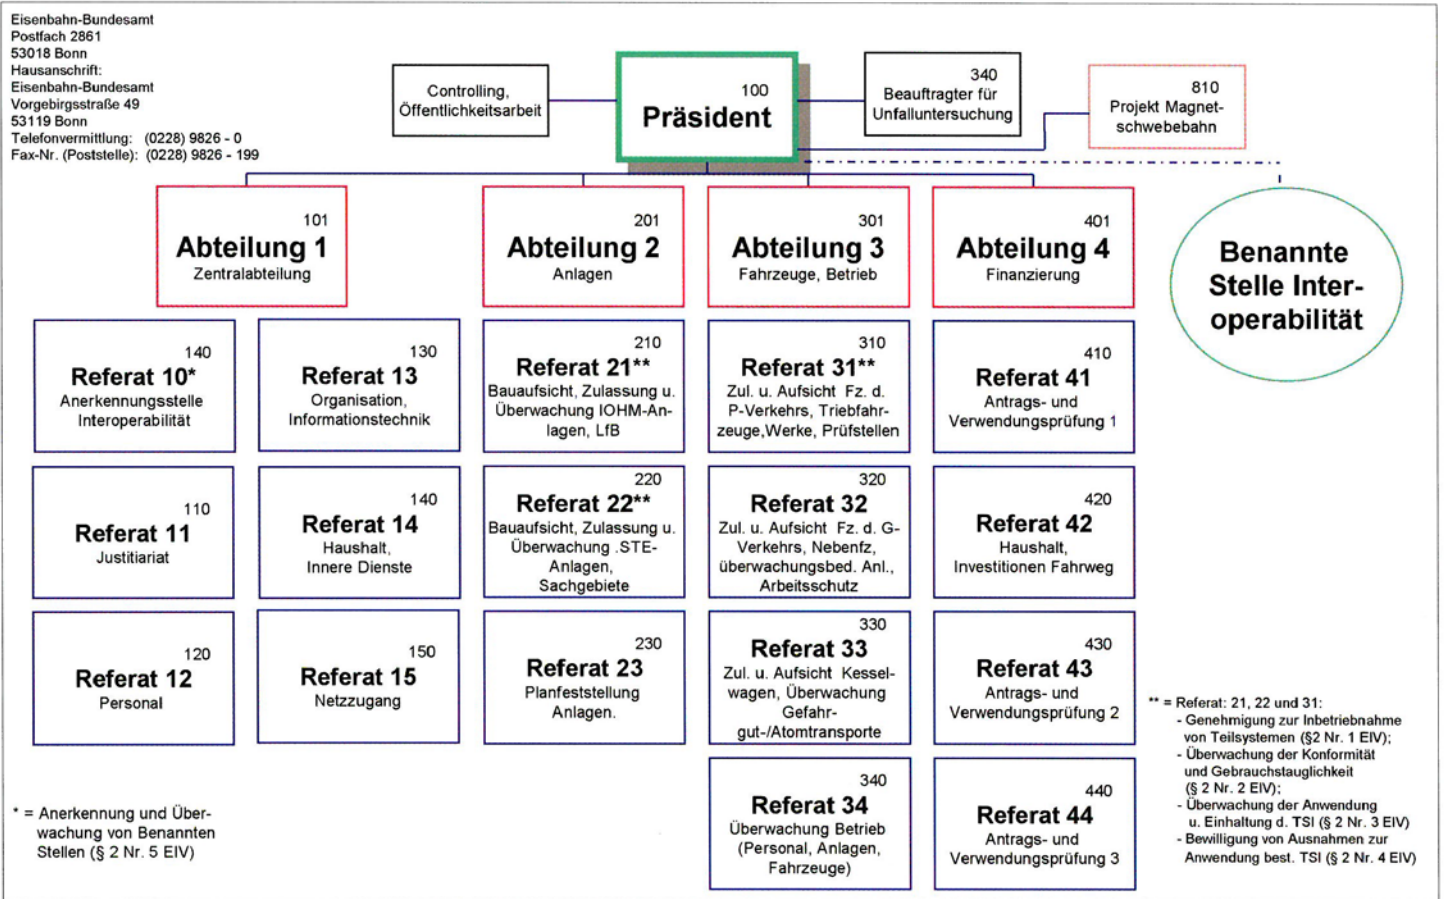 Eisenbahn-Bundesamt
Postfach 2861
53018 Bonn
Hausanschrift:
Eisenbahn-Bundesamt
Vorgebirgsstraße 49
53119 Bonn
Telefonvermittlung: (0228) 9826 - 0
Fax-Nr. (Poststelle): (0228) 9826 - 199
Controlling,
Öffentlichkeitsarbeit
100
Präsident
340
Beauftragter für
Unfalluntersuchung
810
Projekt Magnet-
schwebebahn
101
Abteilung 1
Zentralabteilung
201
Abteilung 2
Anlagen
301
Abteilung 3
Fahrzeuge, Betrieb
401
Abteilung 4
Finanzierung
Benannte
Stelle Inter-
operabilität
140
Referat 10*
Anerkennungsstelle
Interoperabilität
130
Referat 13
Organisation,
Informationstechnik
210
Referat 21**
Bauaufsicht, Zulassung u.
Überwachung IOHM-An-
lagen, LfB
310
Referat 31**
Zul. u. Aufsicht Fz. d.
P-Verkehrs, Triebfahr-
zeuge,Werke, Prüfstellen
410
Referat 41
Antrags- und
Verwendungsprüfung 1
110
Referat 11
Justitiariat
140
Referat 14
Haushalt,
Innere Dienste
220
Referat 22**
Bauaufsicht, Zulassung u.
Überwachung .STE-
Anlagen,
Sachgebiete
320
Referat 32
Zul. u. Aufsicht Fz. d. G-
Verkehrs, Nebenfz,
überwachungsbed. Anl.,
Arbeitsschutz
420
Referat 42
Haushalt,
Investitionen Fahrweg
120
Referat 12
Personal
150
Referat 15
Netzzugang
230
Referat 23
Planfeststellung
Anlagen.
330
Referat 33
Zul. u. Aufsicht Kessel-
wagen, Überwachung
Gefahr-
gut-/Atomtransporte
430
Referat 43
Antrags- und
Verwendungsprüfung 2
340
Referat 34
Überwachung Betrieb
(Personal, Anlagen,
Fahrzeuge)
440
Referat 44
Antrags- und
Verwendungsprüfung 3
* = Anerkennung und Über-
wachung von Benannten
Stellen (§ 2 Nr. 5 EIV)
** = Referat: 21, 22 und 31:
- Genehmigung zur Inbetriebnahme
von Teilsystemen (§2 Nr. 1 EIV);
- Überwachung der Konformität
und Gebrauchstauglichkeit
(§ 2 Nr. 2 EIV);
- Überwachung der Anwendung
u. Einhaltung d. TSI (§ 2 Nr. 3 EIV)
- Bewilligung von Ausnahmen zur
Anwendung best. TSI (§ 2 Nr. 4 EIV)